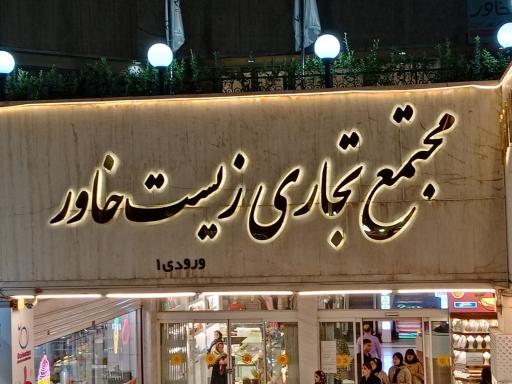 مجتمع تجاری زیست خاور
ورودی ۱